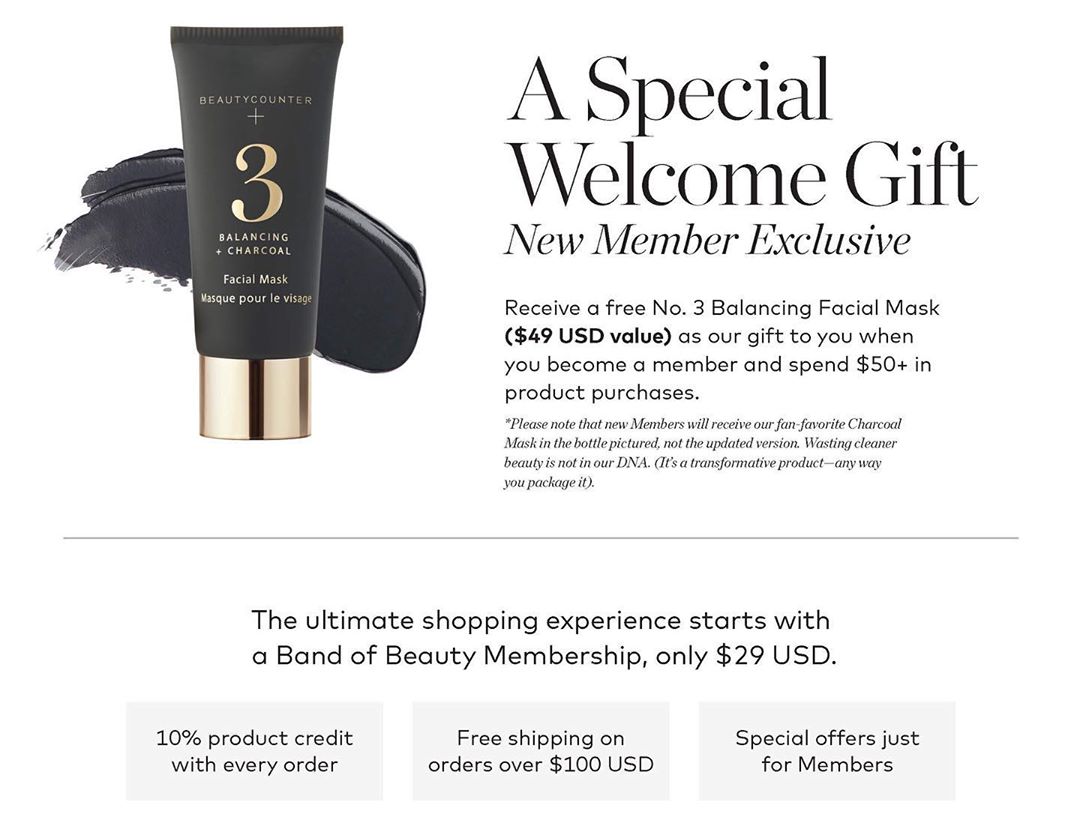 BEAUTYCOUNTER
+
3
BALANCING
+ CHARCOAL
Facial Mask
Masque pour le visage
A Special
Welcome Gift
New Member Exclusive
Receive a free No. 3 Balancing Facial Mask
($49 USD value) as our gift to you when
you become a member and spend $50+ in
product purchases.
*Please note that new Members will receive our fan-favorite Charcoal
Mask in the bottle pictured, not the updated version. Wasting cleaner
beauty is not in our DNA. (It's a transformative product—any way
you package it).
The ultimate shopping experience starts with
a Band of Beauty Membership, only $29 USD.
10% product credit
with every order
Free shipping on
orders over $100 USD
Special offers just
for Members